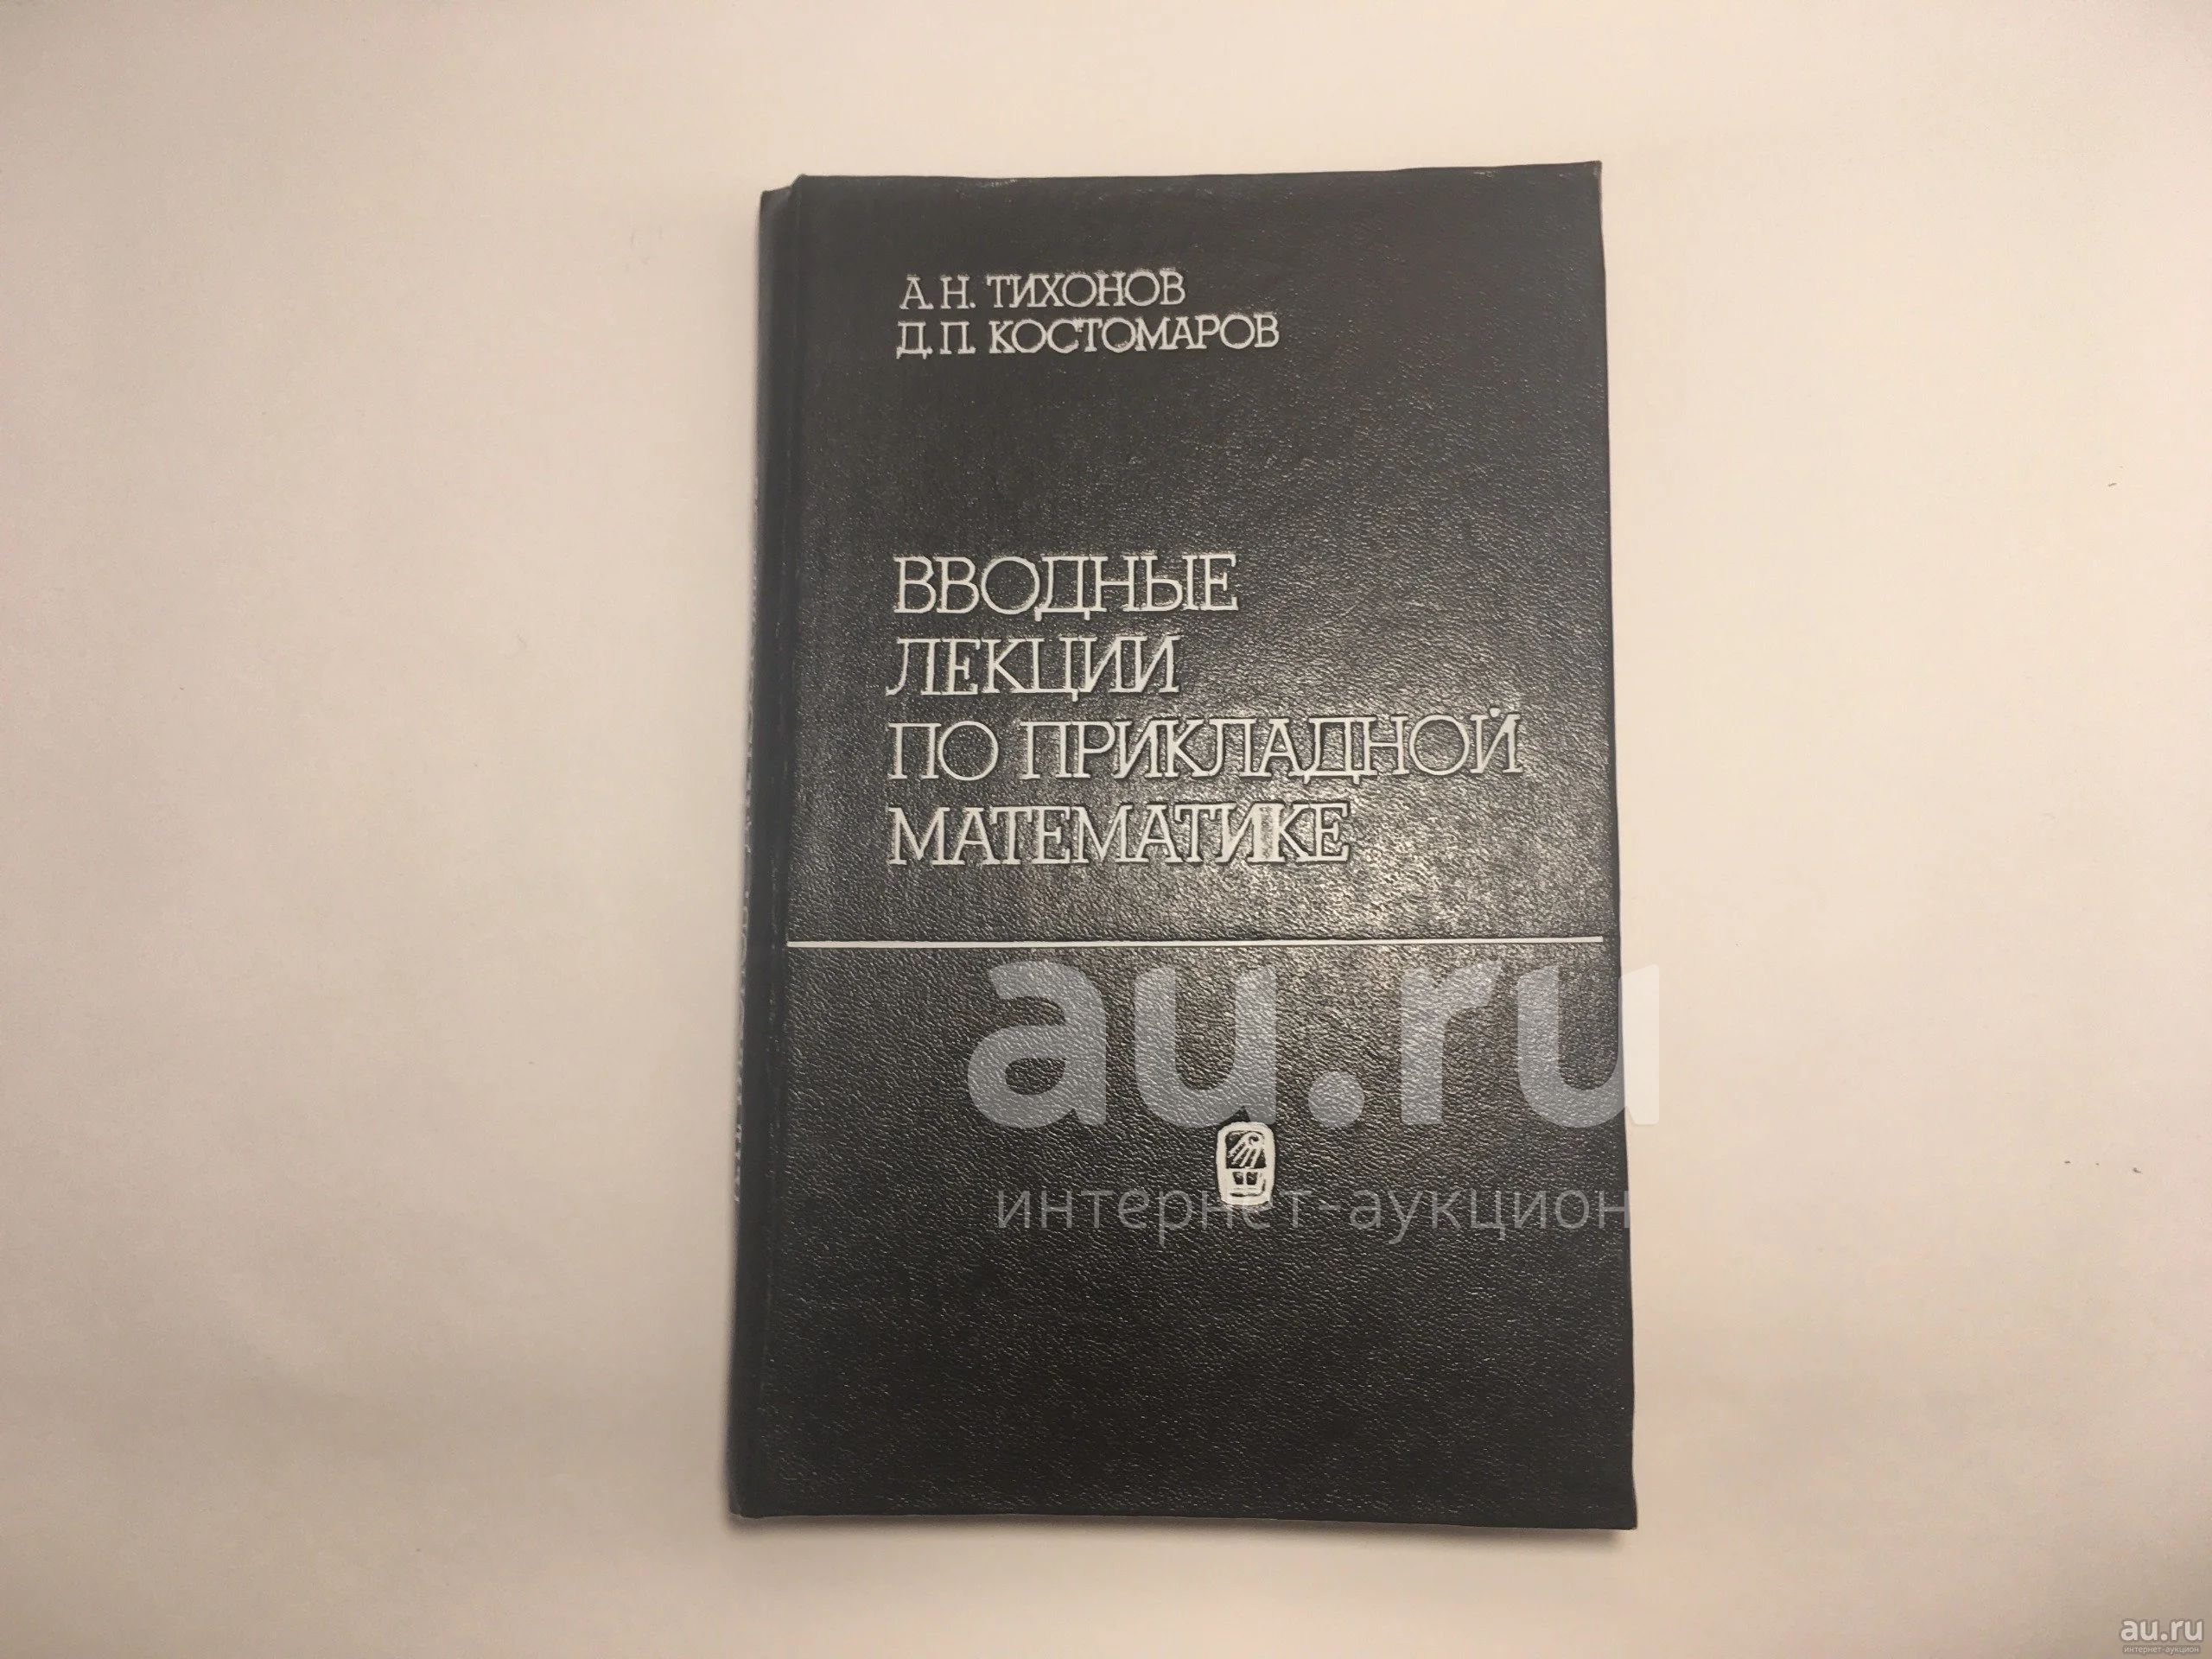 А. Н. ТИХОНОВ
Д. П. КОСТОМАРОВ
ВВОДНЫЕ
ЛЕКЦИИ
ПО ПРИКЛАДНОЙ
МАТЕМАТИКЕ
au.ru
интернет-аукцион
au.ru
интернет-аукцион